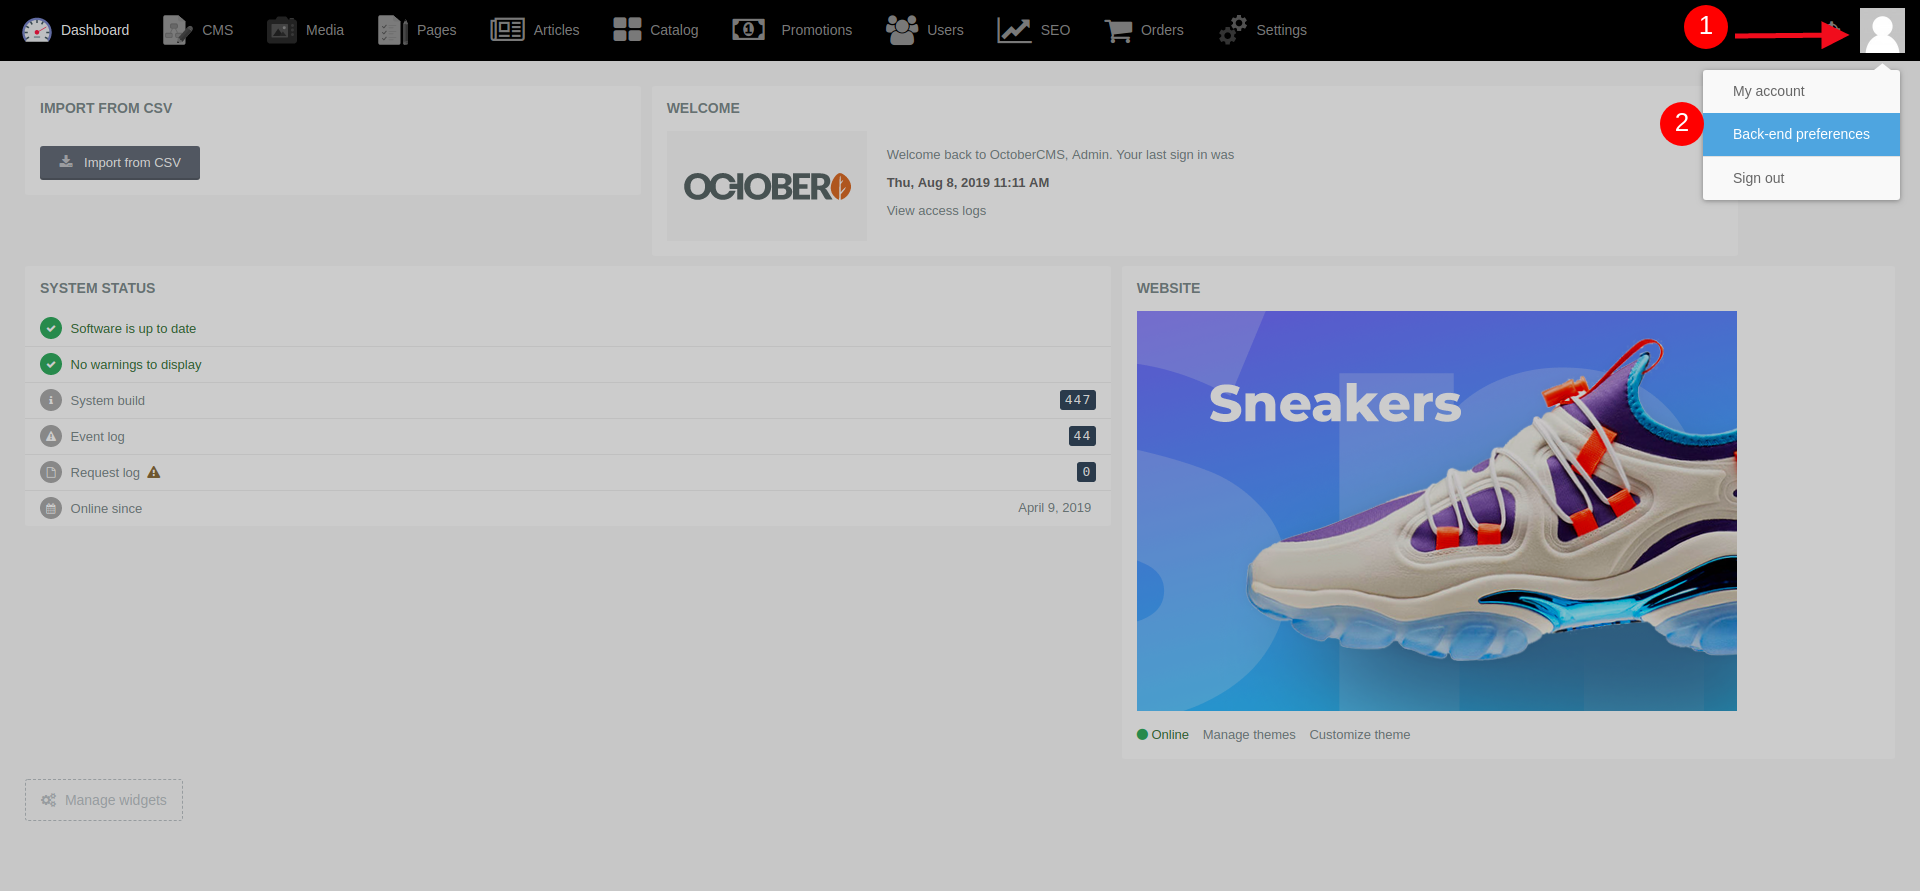 Dashboard CMS Media Pages Articles Catalog Promotions Users SEO Orders Settings 1
My account
2 Back-end preferences
Sign out
IMPORT FROM CSV
Import from CSV
WELCOME
OCTOBER
Welcome back to OctoberCMS, Admin. Your last sign in was
Thu, Aug 8, 2019 11:11 AM
View access logs
SYSTEM STATUS
Software is up to date
No warnings to display
System build 447
Event log 44
Request log 0
Online since April 9, 2019
WEBSITE
Sneakers
Online Manage themes Customize theme
Manage widgets